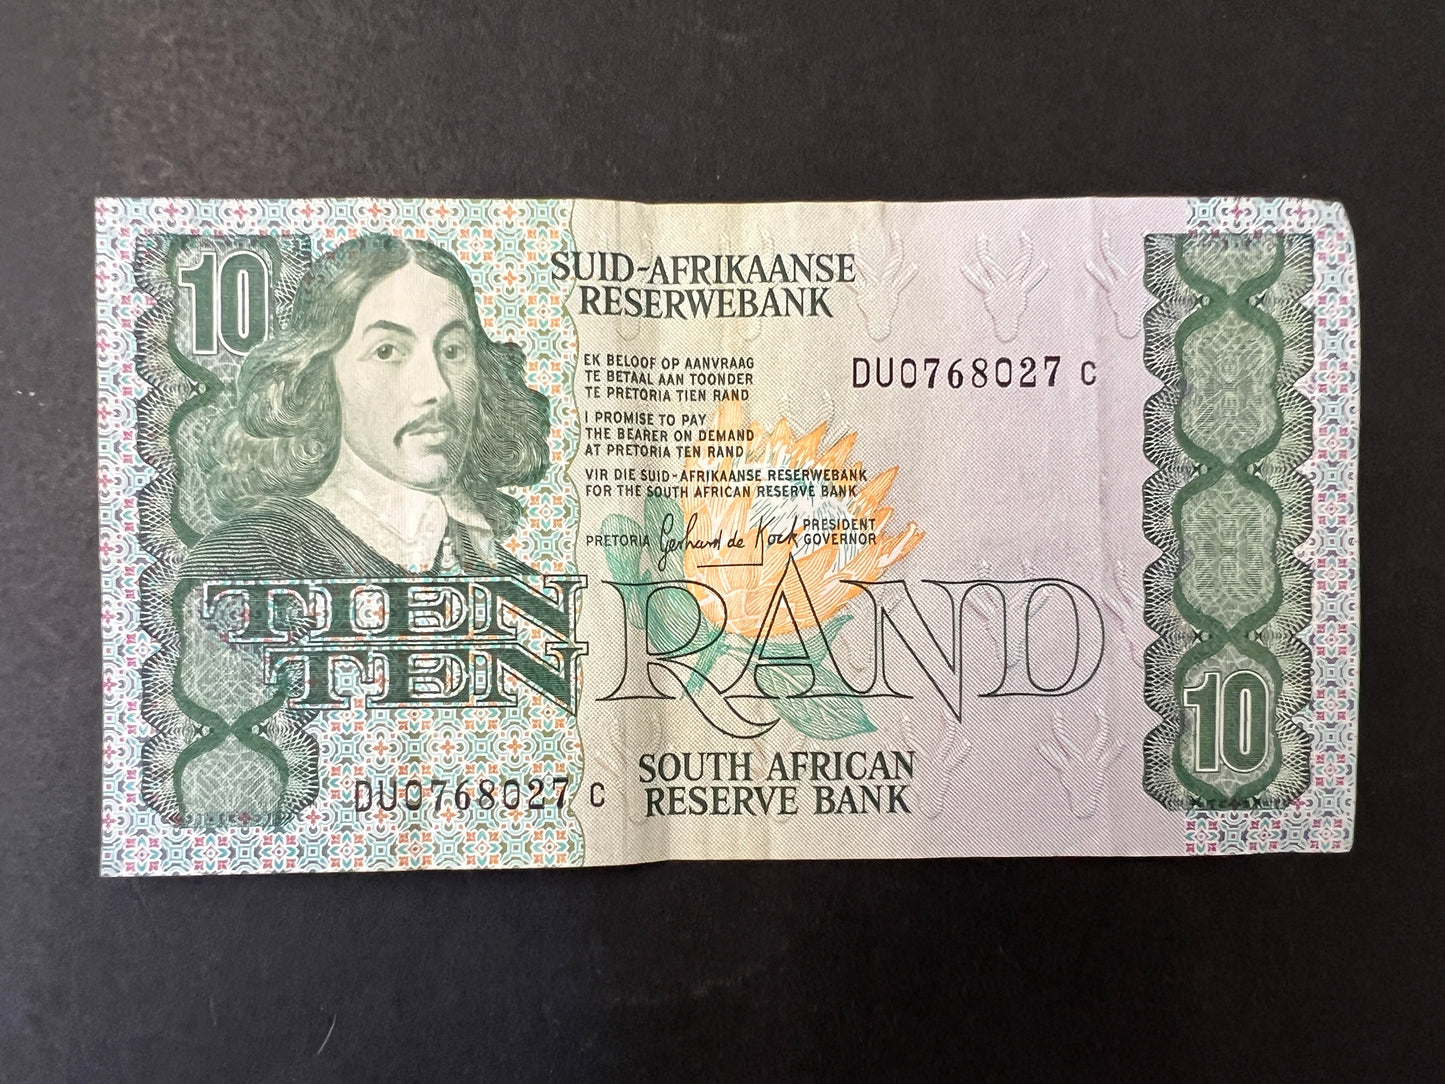 10
SUID-AFRIKAANSE
RESERWEBANK
EK BELOOF OP AANVRAAG
TE BETAAL AAN TOONDER
TE PRETORIA TIEN RAND
DU0768027 C
I PROMISE TO PAY
THE BEARER ON DEMAND
AT PRETORIA TEN RAND
VIR DIE SUID-AFRIKAANSE RESERWEBANK
FOR THE SOUTH AFRICAN RESERVE BANK
PRETORIA Gerhard de Kock PRESIDENT
GOVERNOR
TIEN
TEN
RAND
10
SOUTH AFRICAN
RESERVE BANK
DU0768027 C